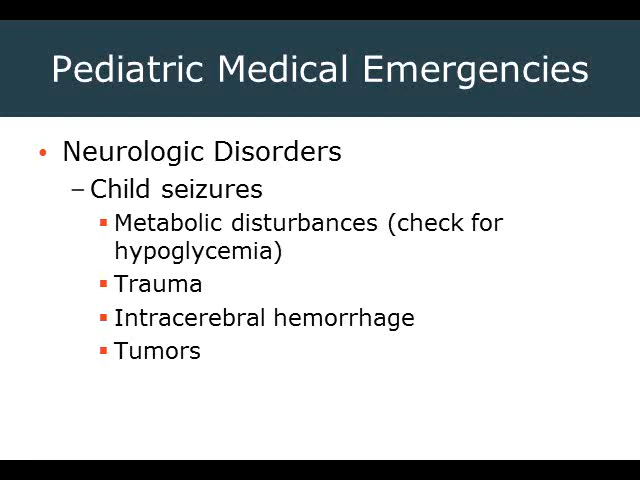 Pediatric Medical Emergencies
• Neurologic Disorders
– Child seizures
▪ Metabolic disturbances (check for
hypoglycemia)
▪ Trauma
▪ Intracerebral hemorrhage
▪ Tumors